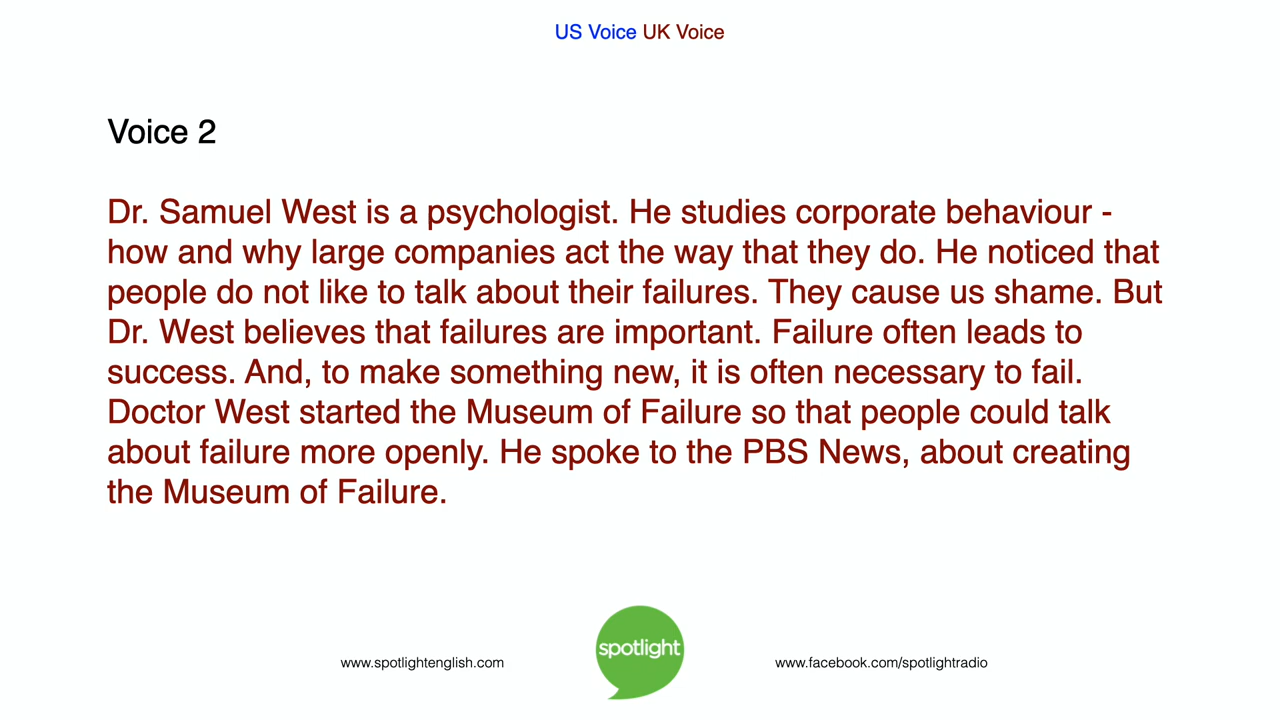 US Voice UK Voice
Voice 2
Dr. Samuel West is a psychologist. He studies corporate behaviour -
how and why large companies act the way that they do. He noticed that
people do not like to talk about their failures. They cause us shame. But
Dr. West believes that failures are important. Failure often leads to
success. And, to make something new, it is often necessary to fail.
Doctor West started the Museum of Failure so that people could talk
about failure more openly. He spoke to the PBS News, about creating
the Museum of Failure.
www.spotlightenglish.com
spotlight
www.facebook.com/spotlightradio